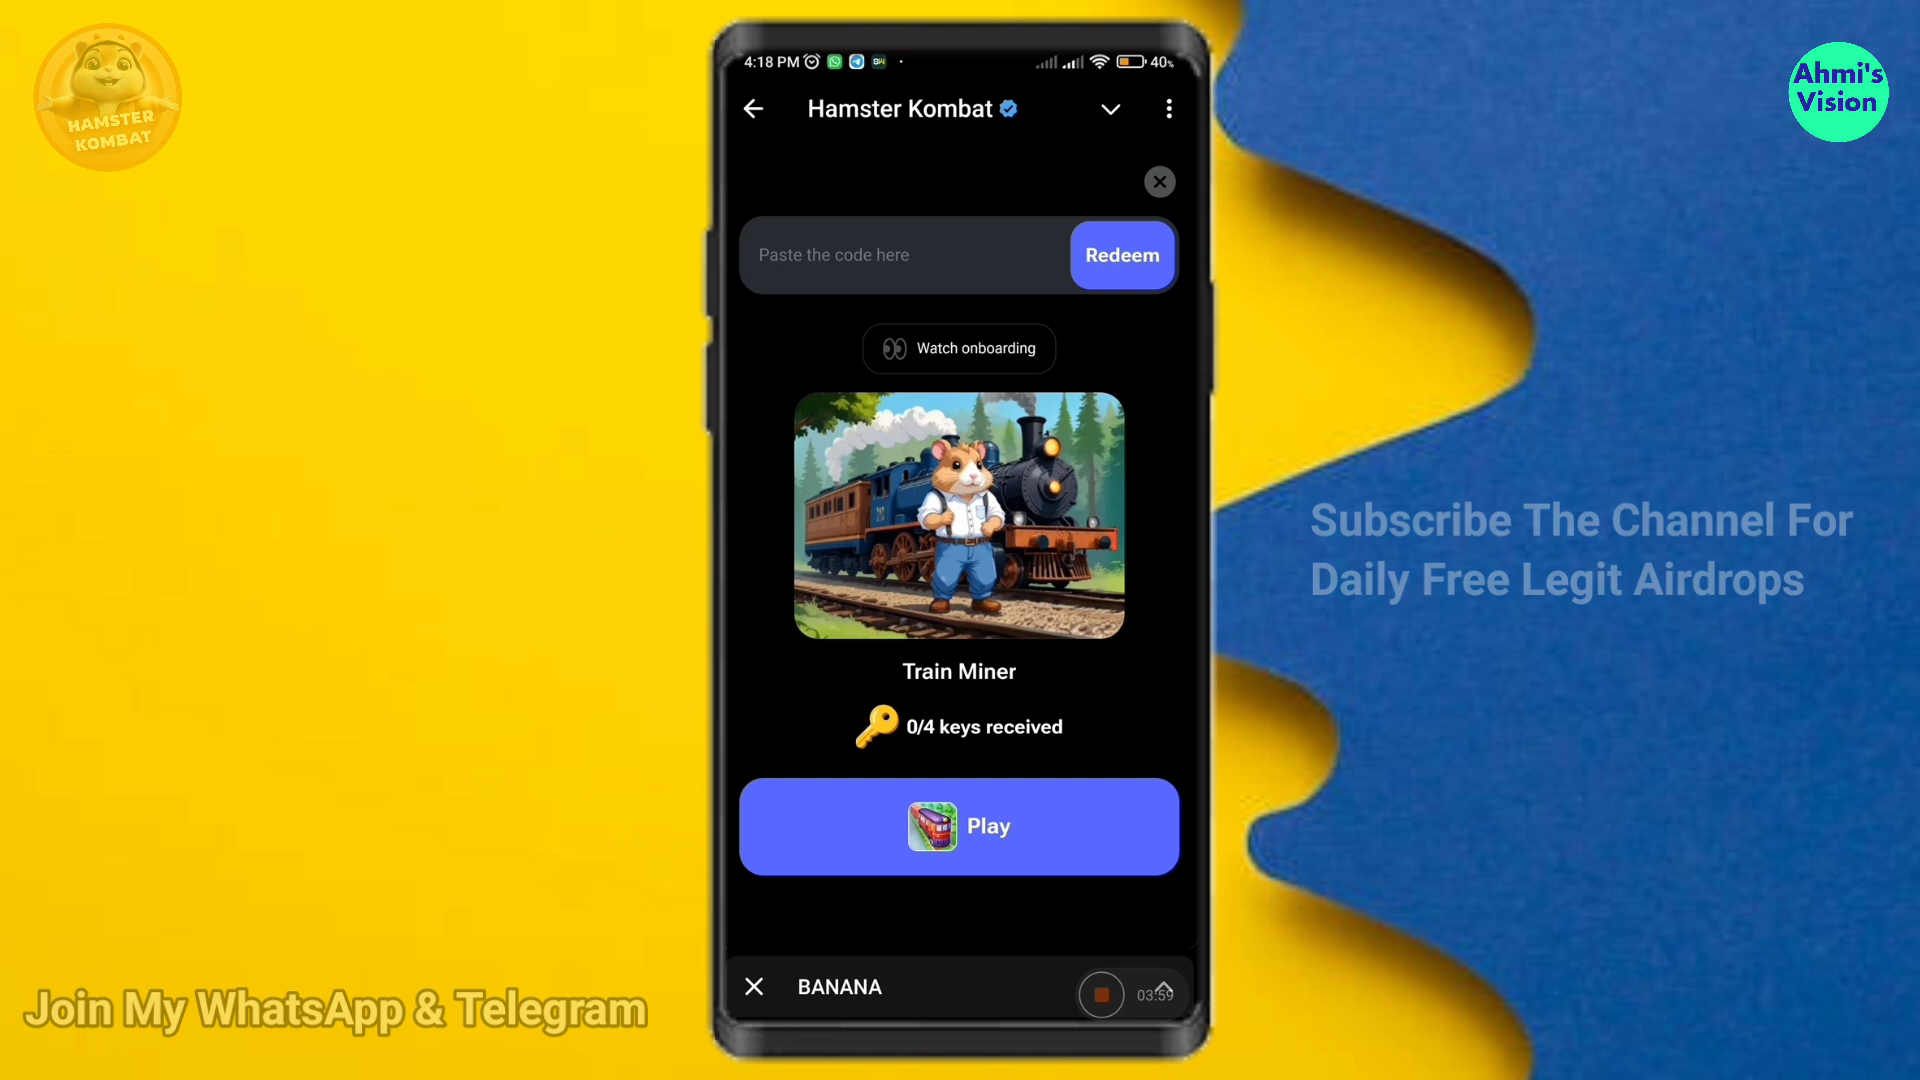 HAMSTER
KOMBAT
Ahmi's
Vision
4:18 PM
40%
Hamster Kombat
Paste the code here
Redeem
Watch onboarding
Train Miner
0/4 keys received
Play
BANANA
03:59
Subscribe The Channel For
Daily Free Legit Airdrops
Join My WhatsApp & Telegram